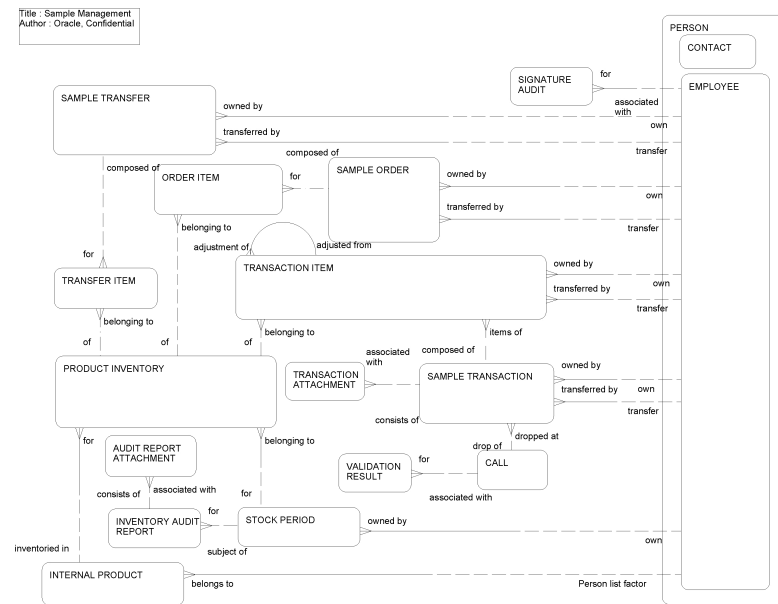 Title : Sample Management
Author : Oracle, Confidential
PERSON
CONTACT
EMPLOYEE
SIGNATURE
AUDIT
for
associated
with
SAMPLE TRANSFER
owned by
own
transferred by
transfer
composed of
for
ORDER ITEM
for
composed of
SAMPLE ORDER
owned by
own
transferred by
transfer
belonging to
of
adjustment of
adjusted from
TRANSACTION ITEM
owned by
own
transferred by
transfer
TRANSFER ITEM
belonging to
of
belonging to
of
items of
composed of
PRODUCT INVENTORY
TRANSACTION
ATTACHMENT
associated
with
SAMPLE TRANSACTION
owned by
own
transferred by
transfer
consists of
dropped at
drop of
for
belonging to
for
AUDIT REPORT
ATTACHMENT
associated with
consists of
VALIDATION
RESULT
for
associated with
CALL
INVENTORY AUDIT
REPORT
for
subject of
STOCK PERIOD
owned by
own
inventoried in
INTERNAL PRODUCT
belongs to
Person list factor